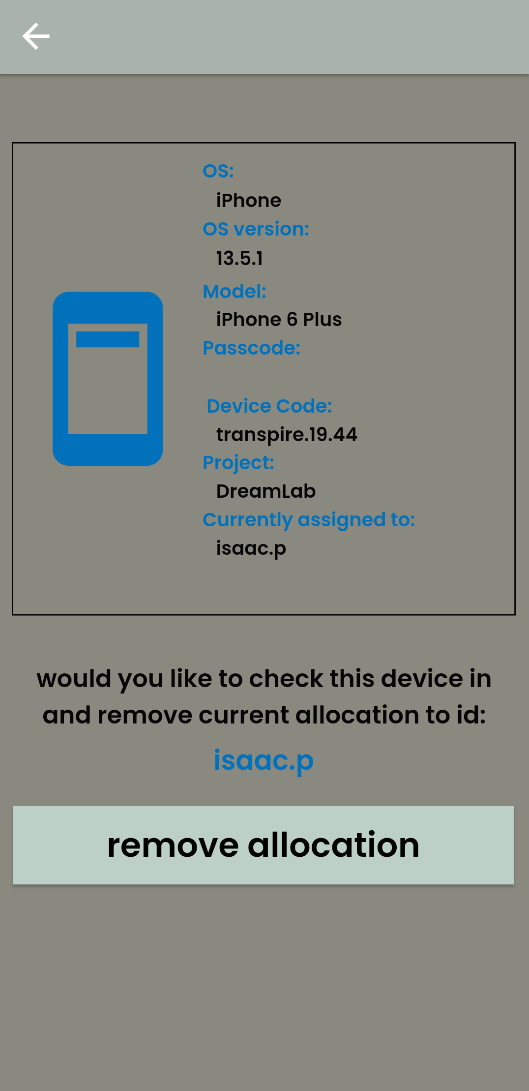 OS:
iPhone
OS version:
13.5.1
Model:
iPhone 6 Plus
Passcode:
Device Code:
transpire.19.44
Project:
DreamLab
Currently assigned to:
isaac.p
would you like to check this device in
and remove current allocation to id:
isaac.p
remove allocation